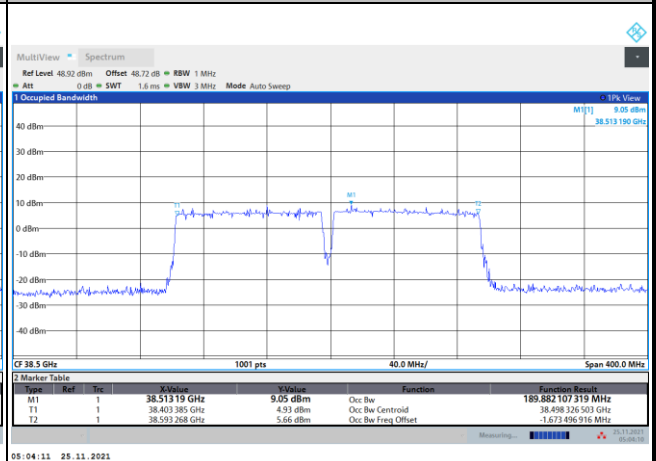 MultiView Spectrum
Ref Level 48.92 dBm Offset 48.72 dB RBW 1 MHz
Att 0 dB SWT 1.6 ms VBW 3 MHz Mode Auto Sweep
1 Occupied Bandwidth 1Pk View
M1[1] 9.05 dBm
38.513 190 GHz
40 dBm
30 dBm
20 dBm
M1
T1 T2
10 dBm
0 dBm
-10 dBm
-20 dBm
-30 dBm
-40 dBm
CF 38.5 GHz 1001 pts 40.0 MHz/ Span 400.0 MHz
2 Marker Table
Type Ref Trc X-Value Y-Value Function Function Result
M1 1 38.513 19 GHz 9.05 dBm Occ Bw 189.882 107 319 MHz
T1 1 38.403 385 GHz 4.93 dBm Occ Bw Centroid 38.498 326 503 GHz
T2 1 38.593 268 GHz 5.66 dBm Occ Bw Freq Offset -1.673 496 916 MHz
Measuring... 25.11.2021
05:04:10
05:04:11 25.11.2021